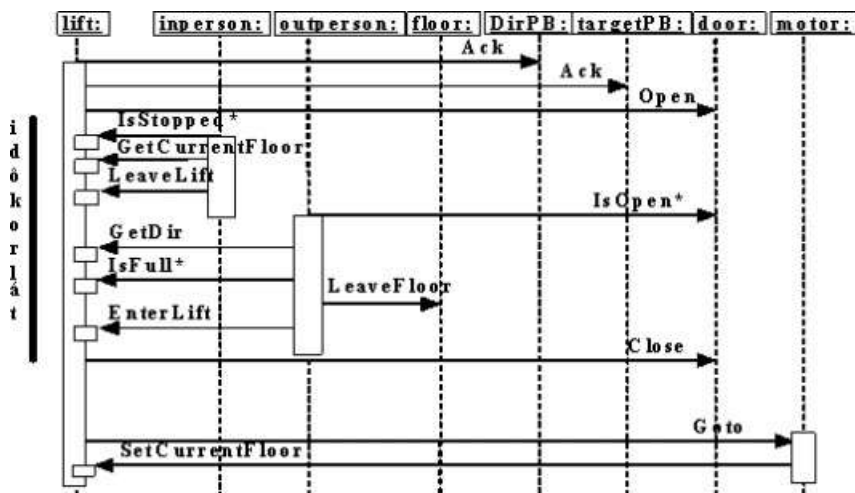 lift: inperson: outperson: floor: DirPB: targetPB: door: motor:
Ack
Ack
Open
IsStopped*
GetCurrentFloor
LeaveLift
IsOpen*
GetDir
IsFull*
LeaveFloor
EnterLift
Close
Goto
SetCurrentFloor
idôkorlát